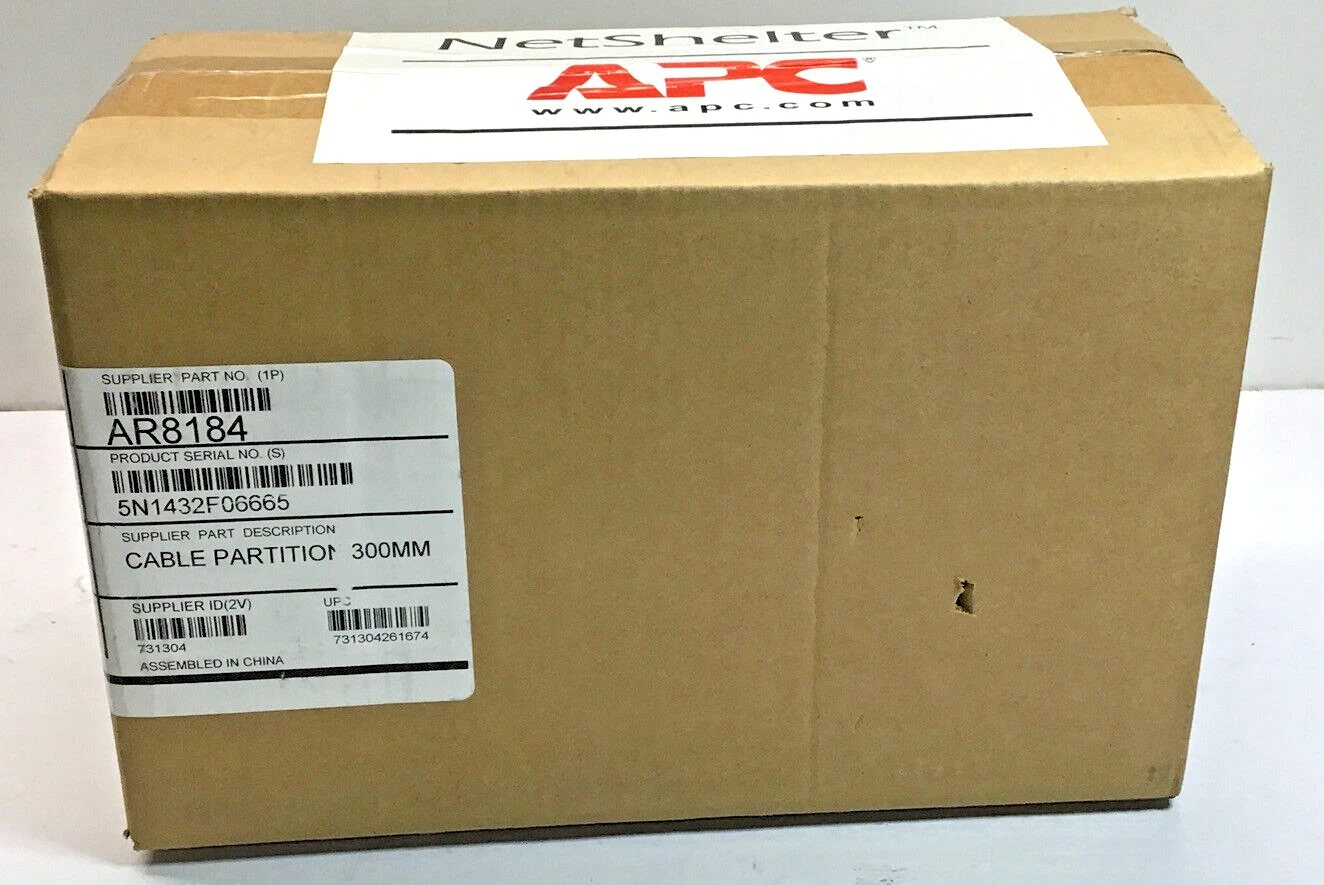 NetShelter™
APC®
www.apc.com
SUPPLIER PART NO. (1P)
AR8184
PRODUCT SERIAL NO. (S)
5N1432F06665
SUPPLIER PART DESCRIPTION
CABLE PARTITION 300MM
SUPPLIER ID(2V) UPC
731304 731304261674
ASSEMBLED IN CHINA